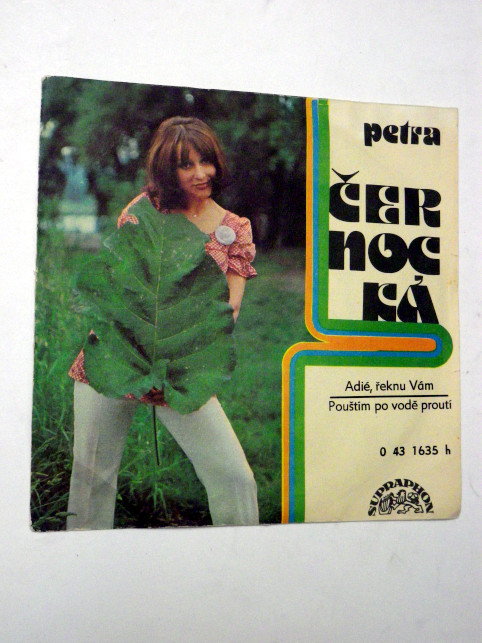 petra
ČER
NOC
KÁ
Adié, řeknu Vám
Pouštím po vodě proutí
0 43 1635 h
SUPRAPHON